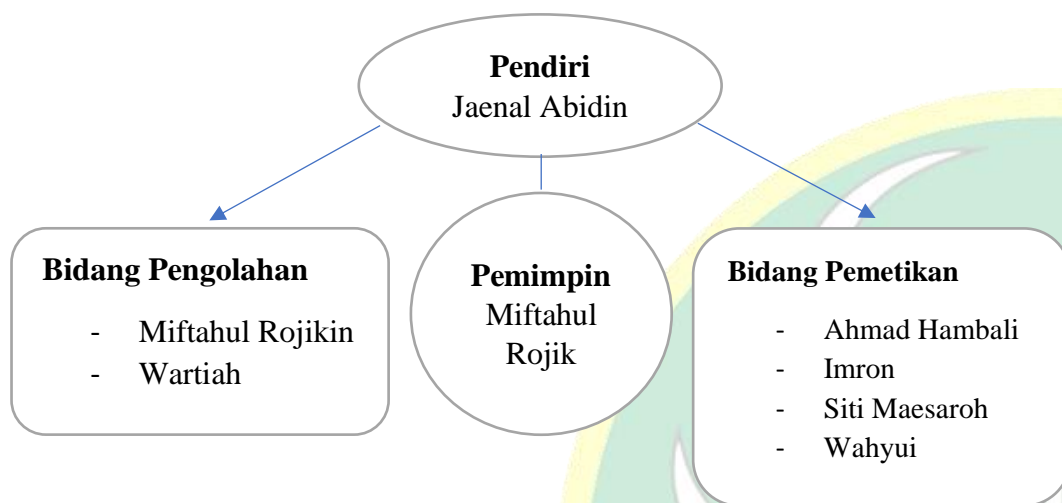 Pendiri
Jaenal Abidin
Bidang Pengolahan
- Miftahul Rojikin
- Wartiah
Pemimpin
Miftahul
Rojik
Bidang Pemetikan
- Ahmad Hambali
- Imron
- Siti Maesaroh
- Wahyui